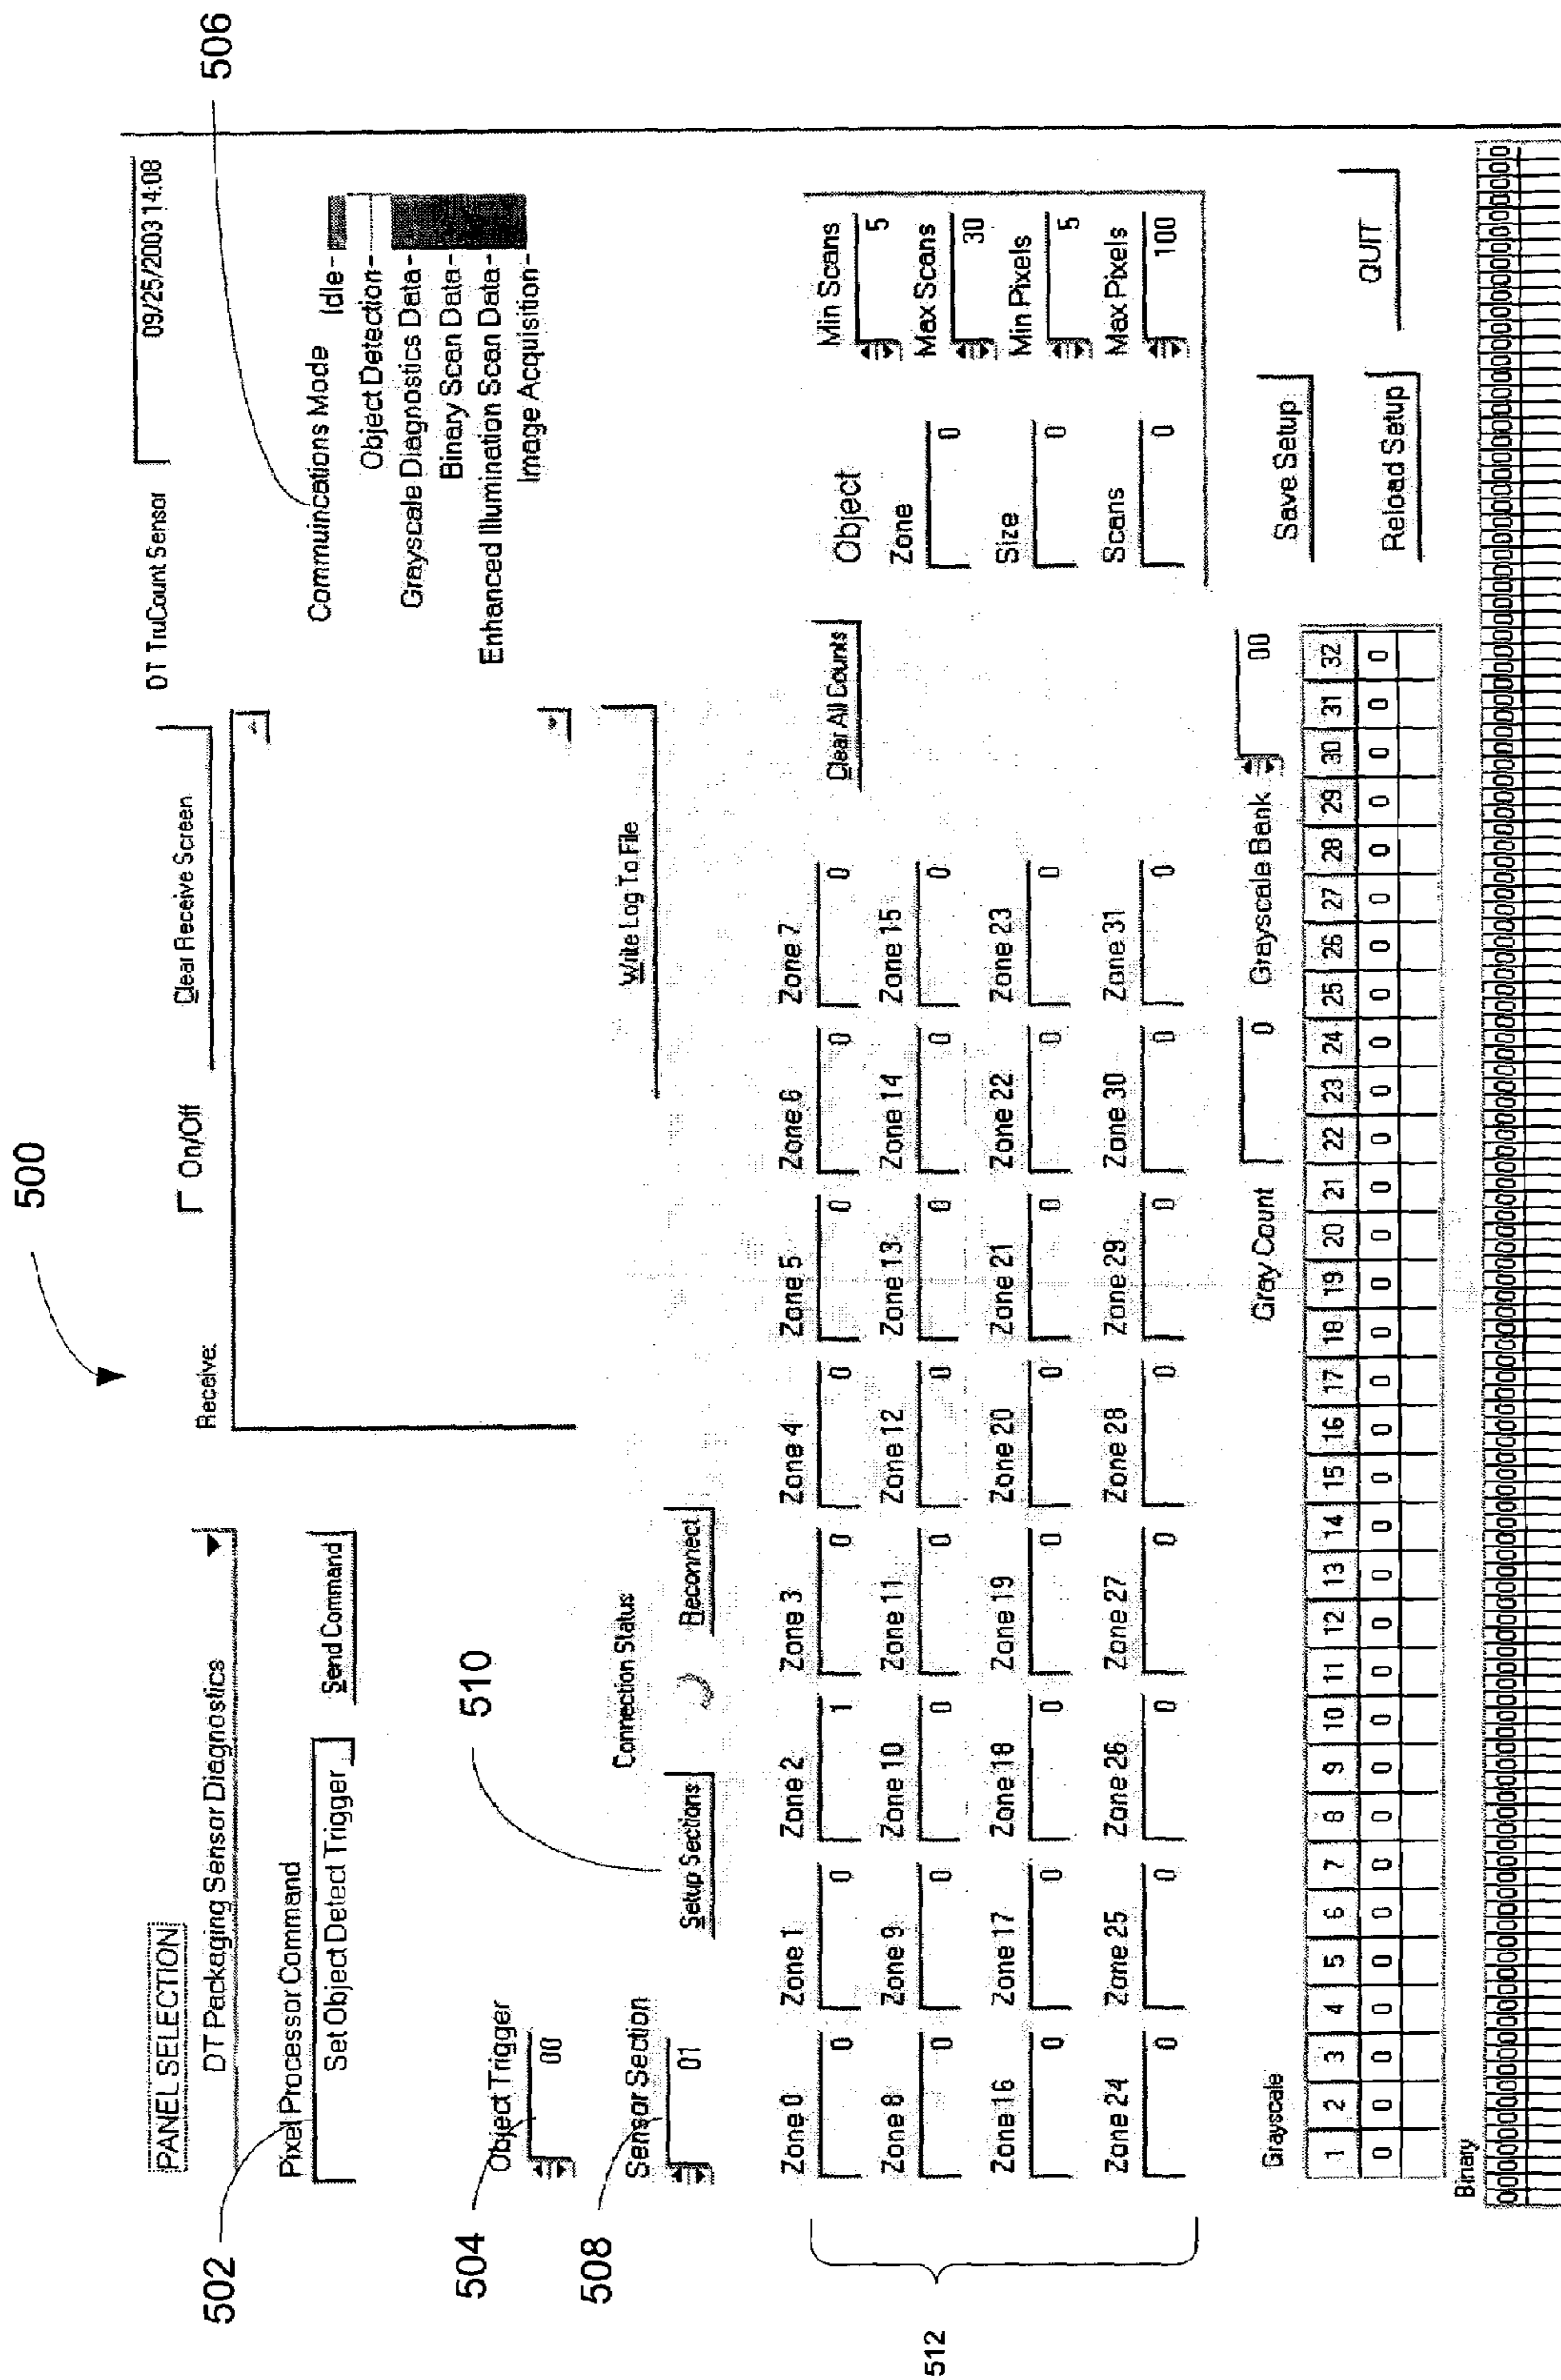 500
PANEL SELECTION
DT Packaging Sensor Diagnostics
Receive:
On/Off
Clear Receive Screen
DT TruCount Sensor
09/25/2003 14:08
506
502
Pixel Processor Command
Set Object Detect Trigger
Send Command
Communcations Mode
Idle-
Object Detection-
Grayscale Diagnostics Data-
Binary Scan Data-
Enhanced Illumination Scan Data-
Image Acquisition-
504
Object Trigger
00
510
508
Sensor Section
01
Setup Sections
Connection Status
Reconnect
Write Log To File
512
Zone 0 Zone 1 Zone 2 Zone 3 Zone 4 Zone 5 Zone 6 Zone 7
0 0 1 0 0 0 0 0
Zone 8 Zone 9 Zone 10 Zone 11 Zone 12 Zone 13 Zone 14 Zone 15
0 0 0 0 0 0 0 0
Zone 16 Zone 17 Zone 18 Zone 19 Zone 20 Zone 21 Zone 22 Zone 23
0 0 0 0 0 0 0 0
Zone 24 Zone 25 Zone 26 Zone 27 Zone 28 Zone 29 Zone 30 Zone 31
0 0 0 0 0 0 0 0
Clear All Counts
Object
Zone
0
Size
0
Scans
0
Min Scans
5
Max Scans
30
Min Pixels
5
Max Pixels
100
Gray Count
0
Grayscale Bank
00
Save Setup
Reload Setup
QUIT
Grayscale
1 2 3 4 5 6 7 8 9 10 11 12 13 14 15 16 17 18 19 20 21 22 23 24 25 26 27 28 29 30 31 32
0 0 0 0 0 0 0 0 0 0 0 0 0 0 0 0 0 0 0 0 0 0 0 0 0 0 0 0 0 0 0 0
Binary